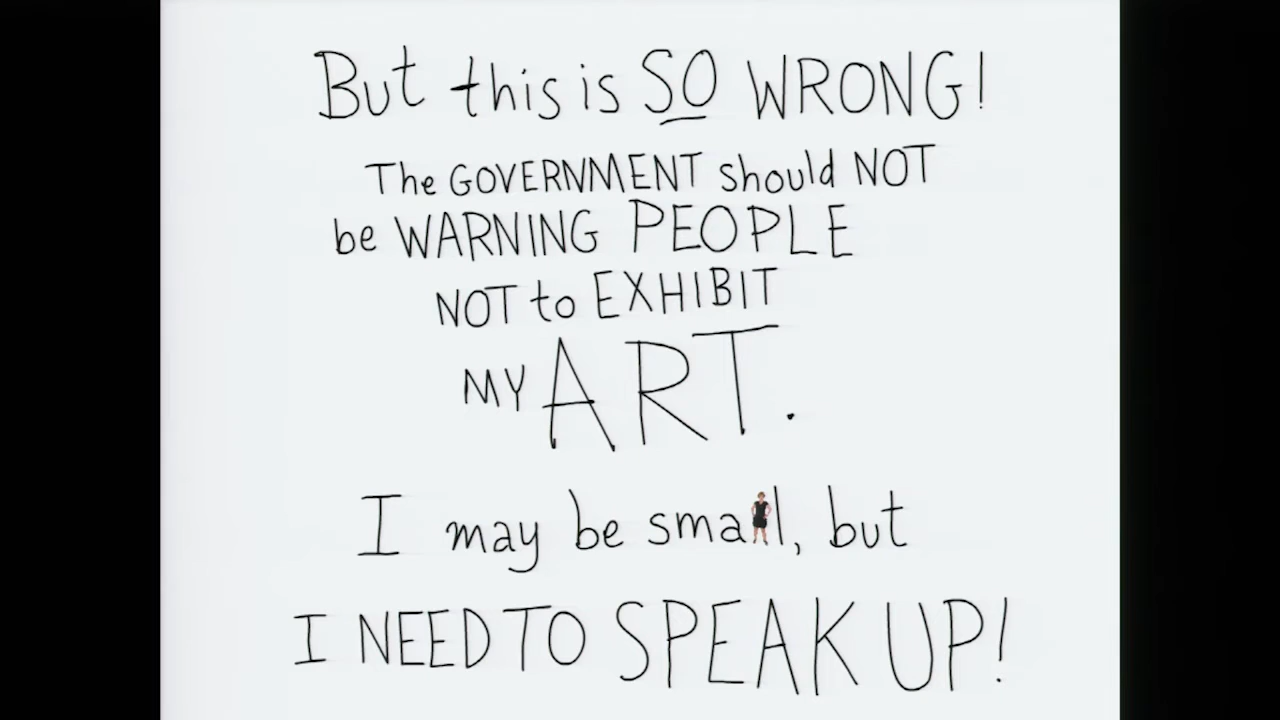 But this is SO WRONG!
The GOVERNMENT should NOT
be WARNING PEOPLE
NOT to EXHIBIT
MY ART.
I may be small, but
I NEED TO SPEAK UP!